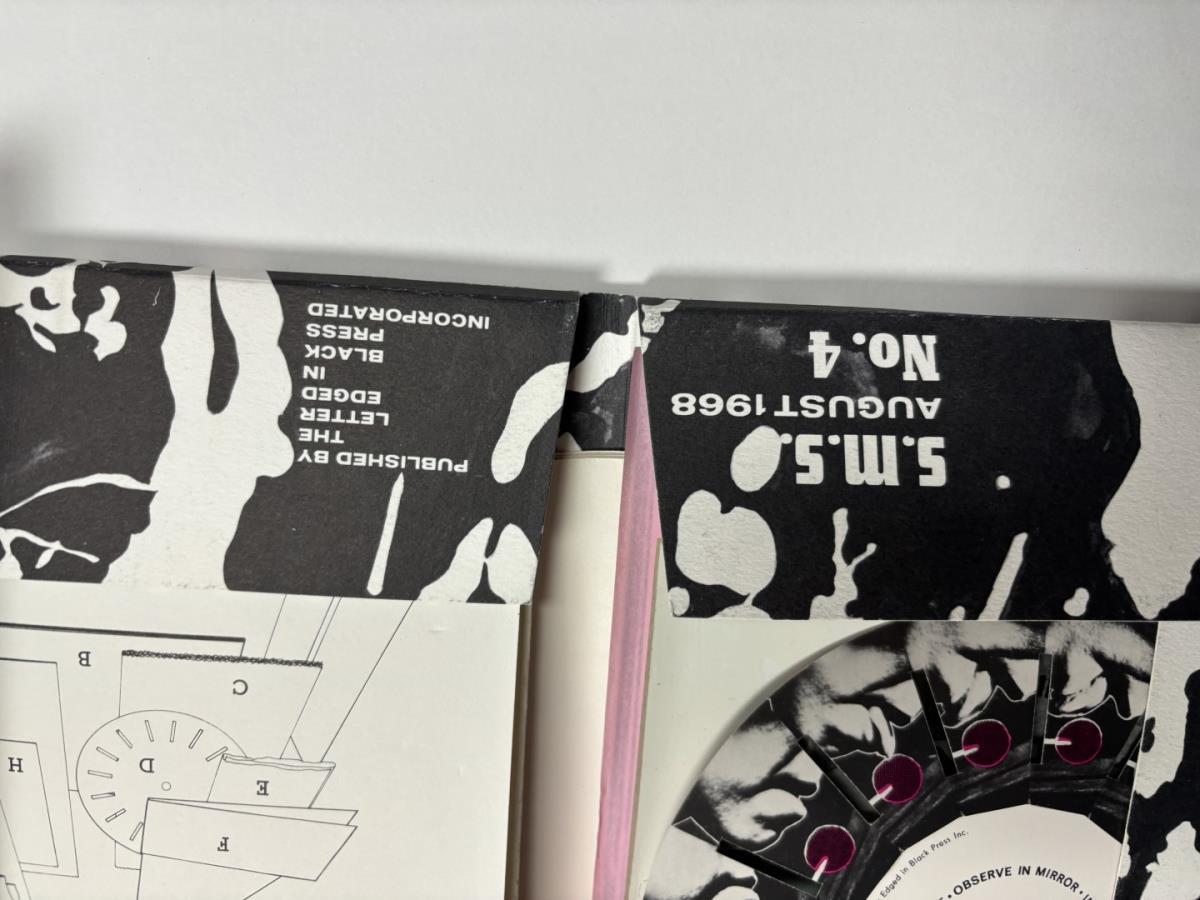 PUBLISHED BY
THE
LETTER
EDGED
IN
BLACK
PRESS
INCORPORATED
S.M.S.
AUGUST 1968
No. 4
B
C
D
E
F
H
Edged in Black Press Inc.
• OBSERVE IN MIRROR •